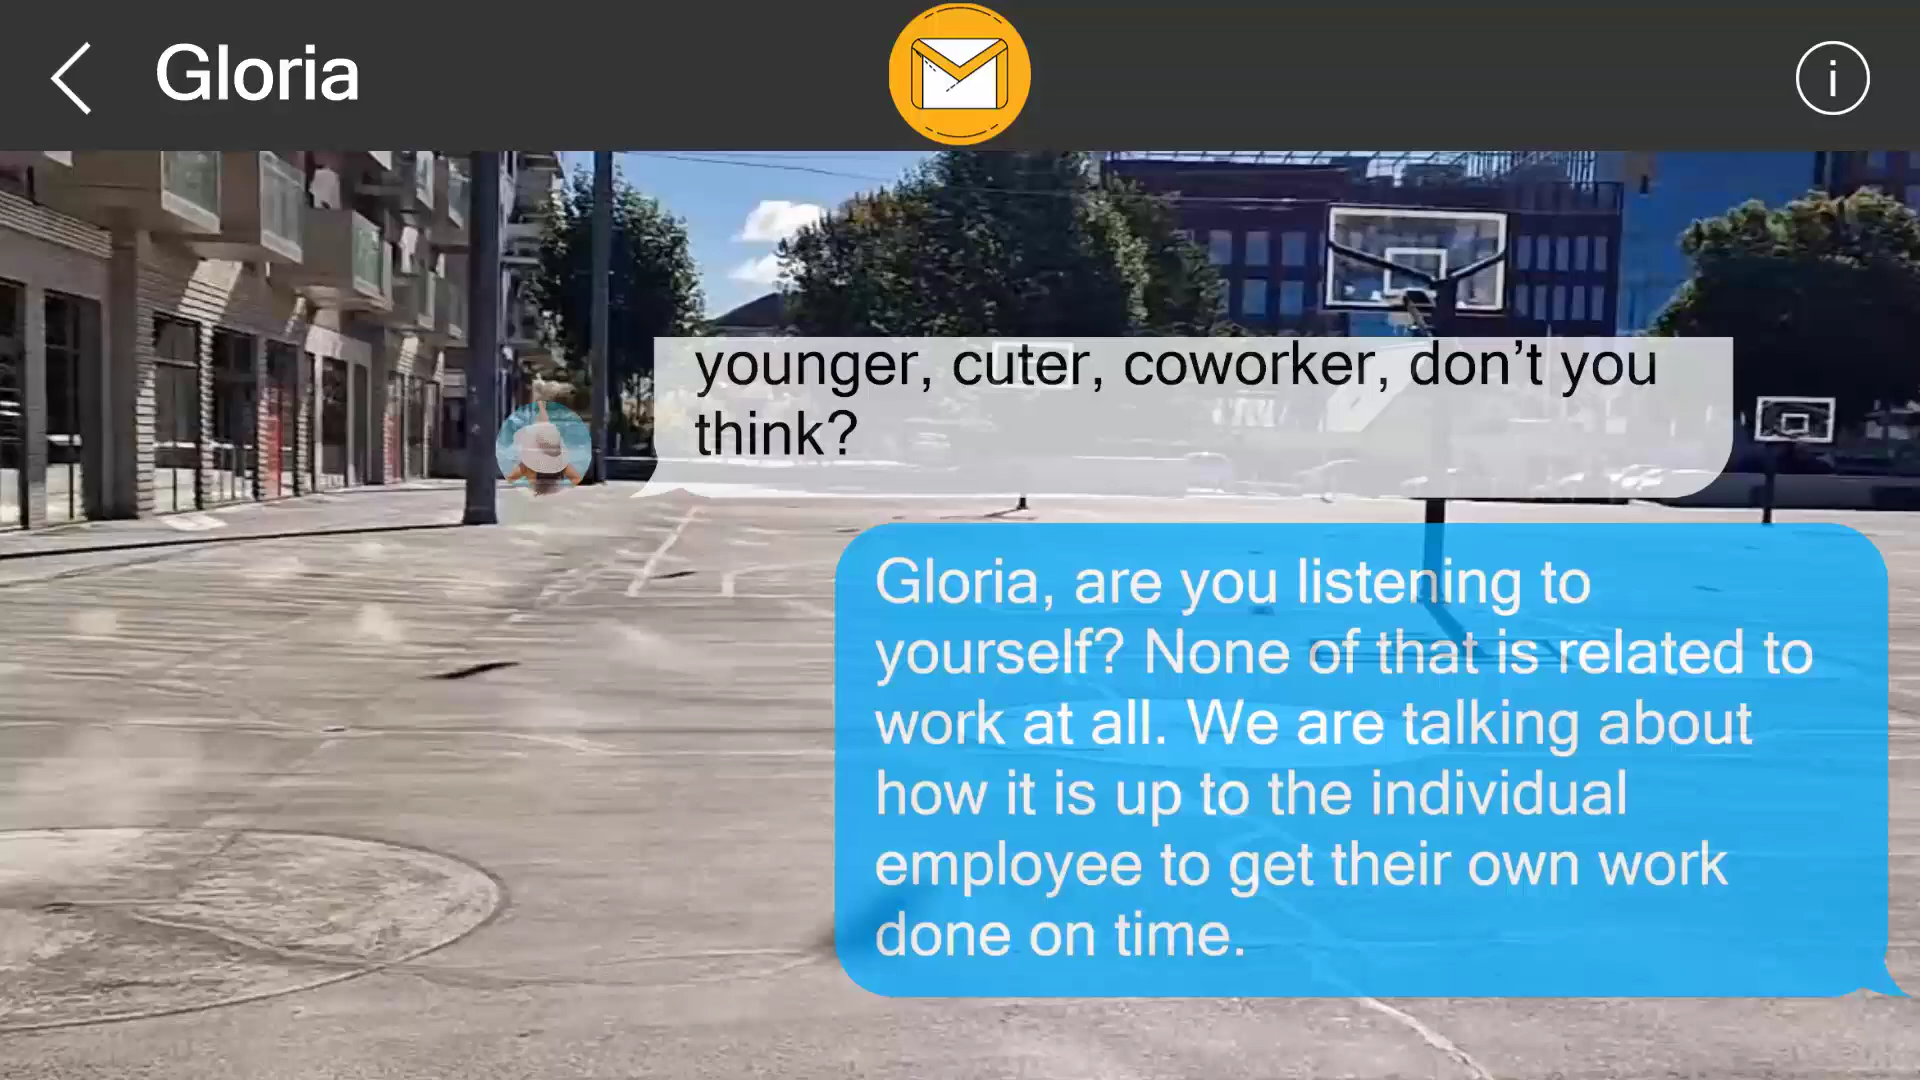 Gloria
younger, cuter, coworker, don’t you
think?
Gloria, are you listening to
yourself? None of that is related to
work at all. We are talking about
how it is up to the individual
employee to get their own work
done on time.